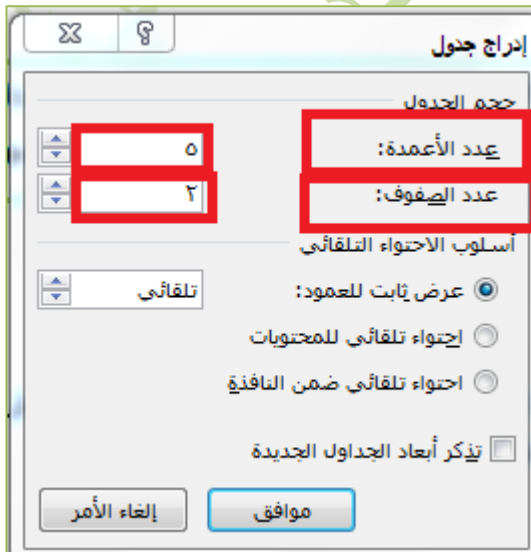 إدراج جدول
حجم الجدول
عدد الأعمدة: ٥
عدد الصفوف: ٢
أسلوب الاحتواء التلقائي
عرض ثابت للعمود: تلقائي
احتواء تلقائي للمحتويات
احتواء تلقائي ضمن النافذة
تذكر أبعاد الجداول الجديدة
موافق إلغاء الأمر